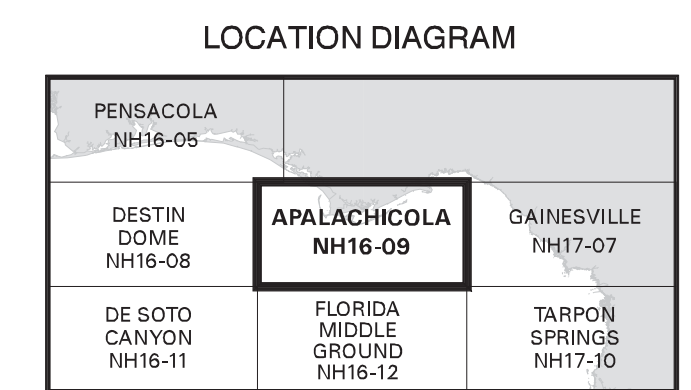 LOCATION DIAGRAM
PENSACOLA
NH16-05
DESTIN
DOME
NH16-08
APALACHICOLA
NH16-09
GAINESVILLE
NH17-07
DE SOTO
CANYON
NH16-11
FLORIDA
MIDDLE
GROUND
NH16-12
TARPON
SPRINGS
NH17-10